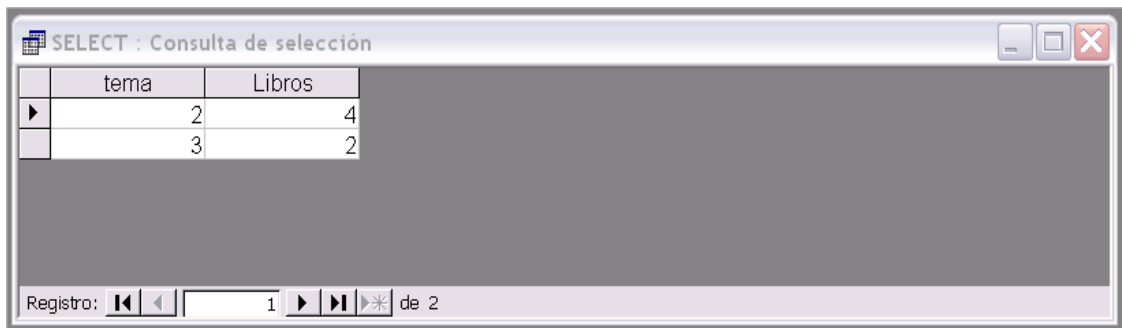 SELECT : Consulta de selección
tema Libros
2 4
3 2
Registro: 1 de 2